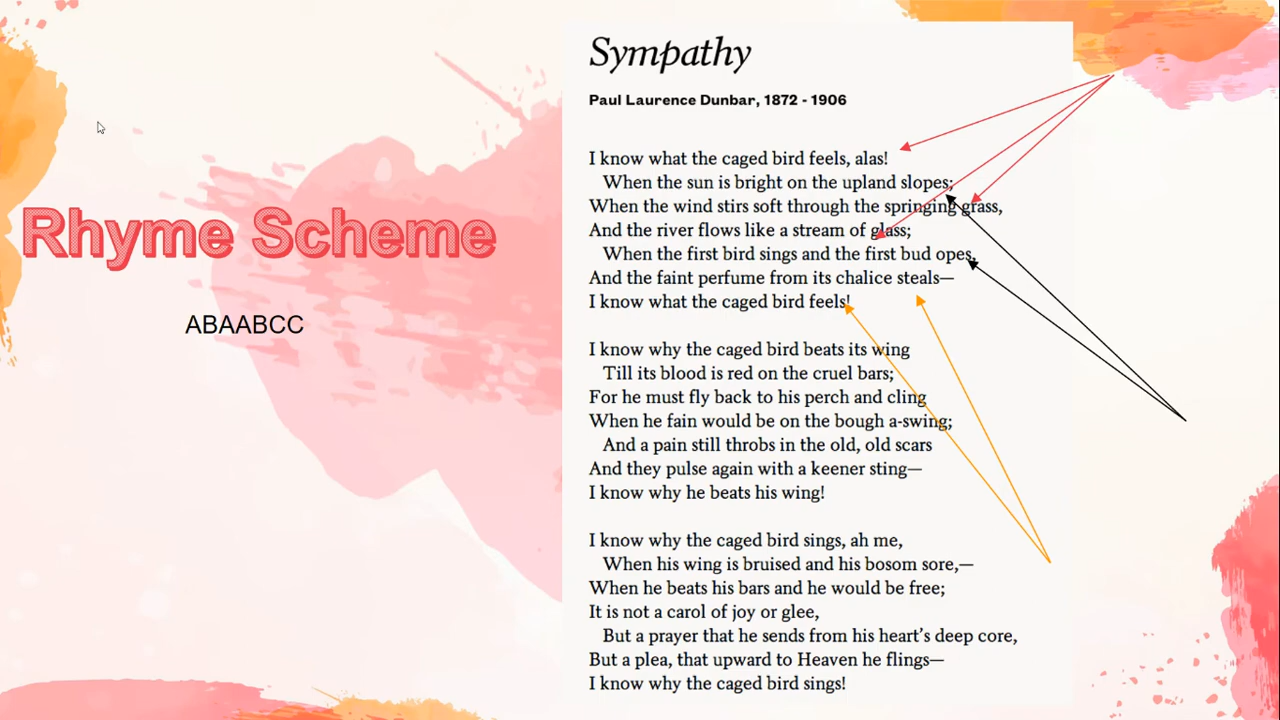 Rhyme Scheme
ABAABCC
Sympathy
Paul Laurence Dunbar, 1872 - 1906
I know what the caged bird feels, alas!
When the sun is bright on the upland slopes;
When the wind stirs soft through the springing grass,
And the river flows like a stream of glass;
When the first bird sings and the first bud opes,
And the faint perfume from its chalice steals—
I know what the caged bird feels!
I know why the caged bird beats its wing
Till its blood is red on the cruel bars;
For he must fly back to his perch and cling
When he fain would be on the bough a-swing;
And a pain still throbs in the old, old scars
And they pulse again with a keener sting—
I know why he beats his wing!
I know why the caged bird sings, ah me,
When his wing is bruised and his bosom sore,—
When he beats his bars and he would be free;
It is not a carol of joy or glee,
But a prayer that he sends from his heart’s deep core,
But a plea, that upward to Heaven he flings—
I know why the caged bird sings!